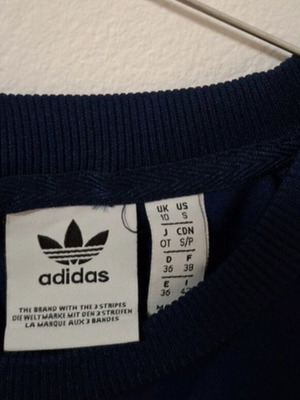 adidas
THE BRAND WITH THE 3 STRIPES
DIE WELTMARKE MIT DEN 3 STREIFEN
LA MARQUE AUX 3 BANDES
UK US
10 S
J CDN
OT S/P
D F
36 38
E I
36 42